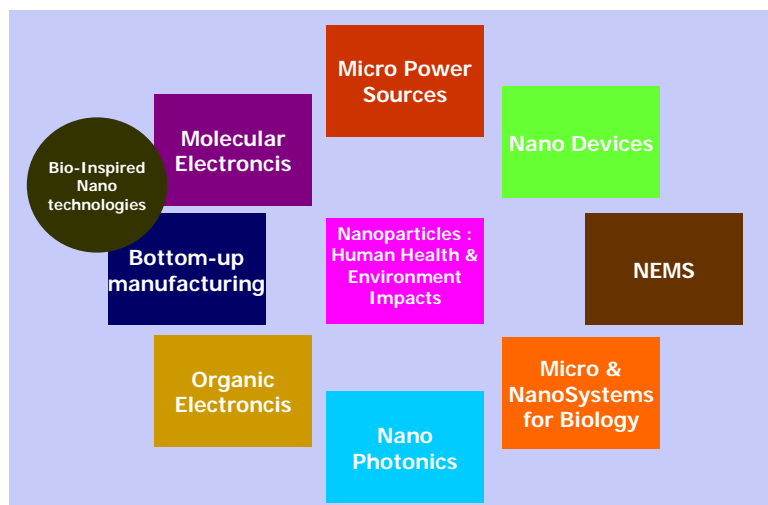 Micro Power
Sources
Molecular
Electroncis
Nano Devices
Bio-Inspired
Nano
technologies
Bottom-up
manufacturing
Nanoparticles :
Human Health &
Environment
Impacts
NEMS
Organic
Electroncis
Micro &
NanoSystems
for Biology
Nano
Photonics